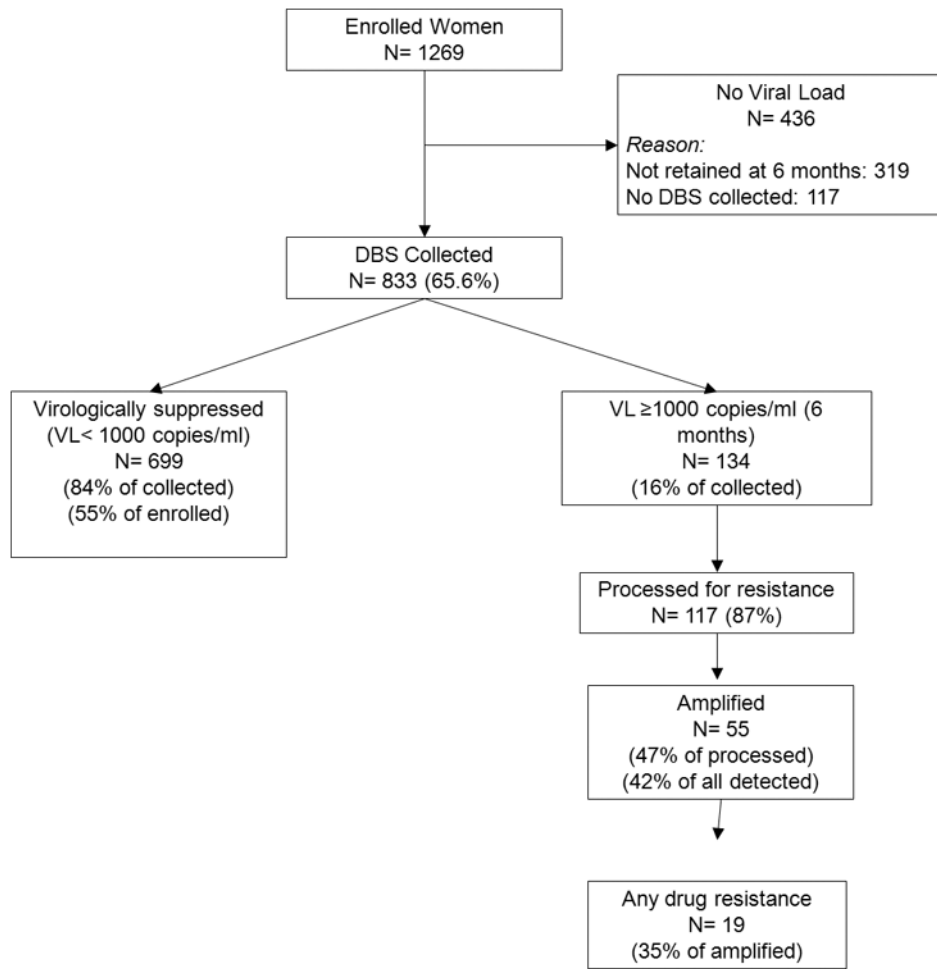 Enrolled Women
N= 1269
No Viral Load
N= 436
Reason:
Not retained at 6 months: 319
No DBS collected: 117
DBS Collected
N= 833 (65.6%)
Virologically suppressed
(VL< 1000 copies/ml)
N= 699
(84% of collected)
(55% of enrolled)
VL ≥1000 copies/ml (6
months)
N= 134
(16% of collected)
Processed for resistance
N= 117 (87%)
Amplified
N= 55
(47% of processed)
(42% of all detected)
Any drug resistance
N= 19
(35% of amplified)